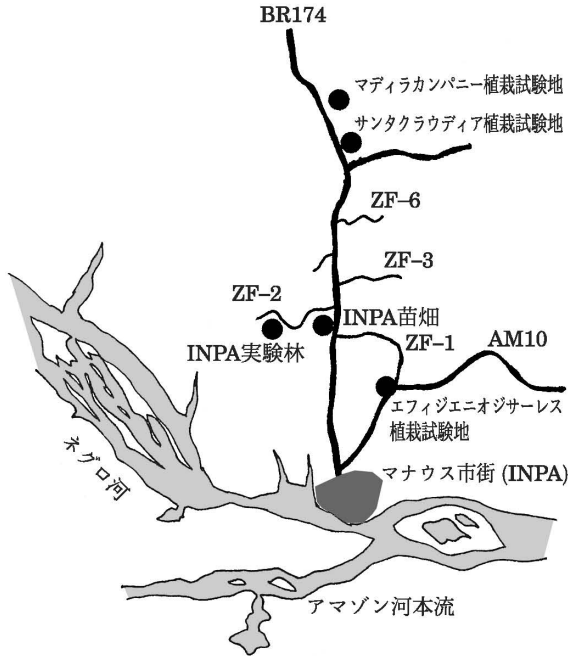 BR174
マディラカンパニー植栽試験地
サンタクラウディア植栽試験地
ZF–6
ZF–3
ZF–2
INPA苗畑
INPA実験林
ZF–1
AM10
エフィジエニオジサーレス
植栽試験地
ネグロ河
マナウス市街 (INPA)
アマゾン河本流